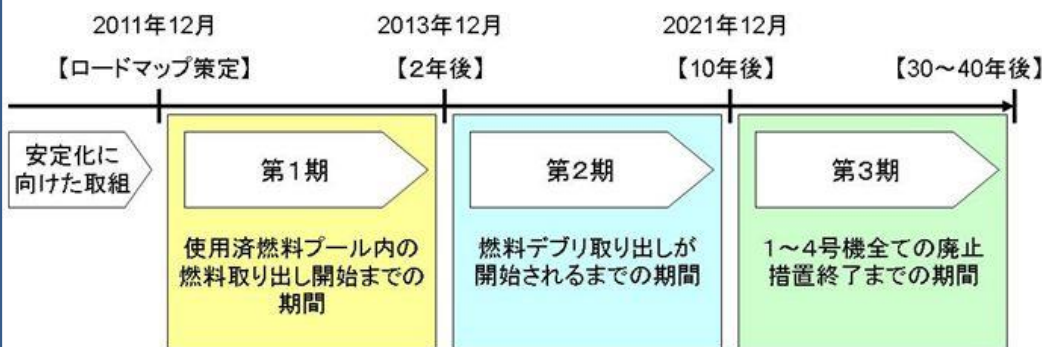 2011年12月
2013年12月
2021年12月
【ロードマップ策定】
【2年後】
【10年後】
【30～40年後】
安定化に
向けた取組
第1期
第2期
第3期
使用済燃料プール内の
燃料取り出し開始までの
期間
燃料デブリ取り出しが
開始されるまでの期間
1～4号機全ての廃止
措置終了までの期間